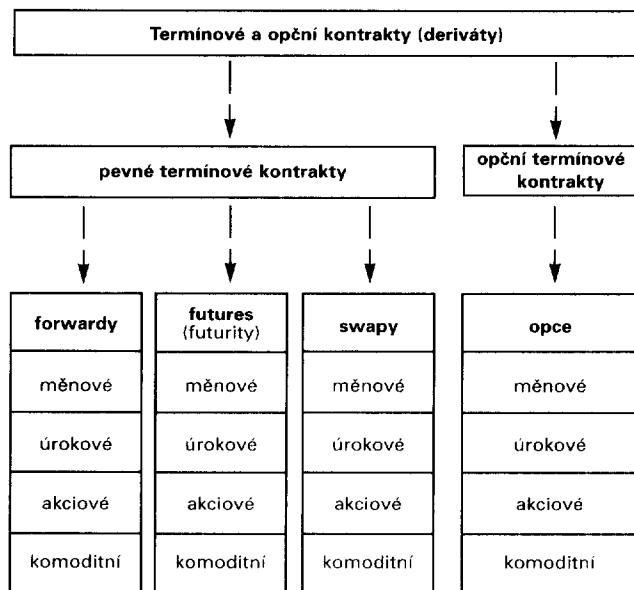 Termínové a opční kontrakty (deriváty)
pevné termínové kontrakty
opční termínové
kontrakty
forwardy
měnové
úrokové
akciové
komoditní
futures
(futurity)
měnové
úrokové
akciové
komoditní
swapy
měnové
úrokové
akciové
komoditní
opce
měnové
úrokové
akciové
komoditní